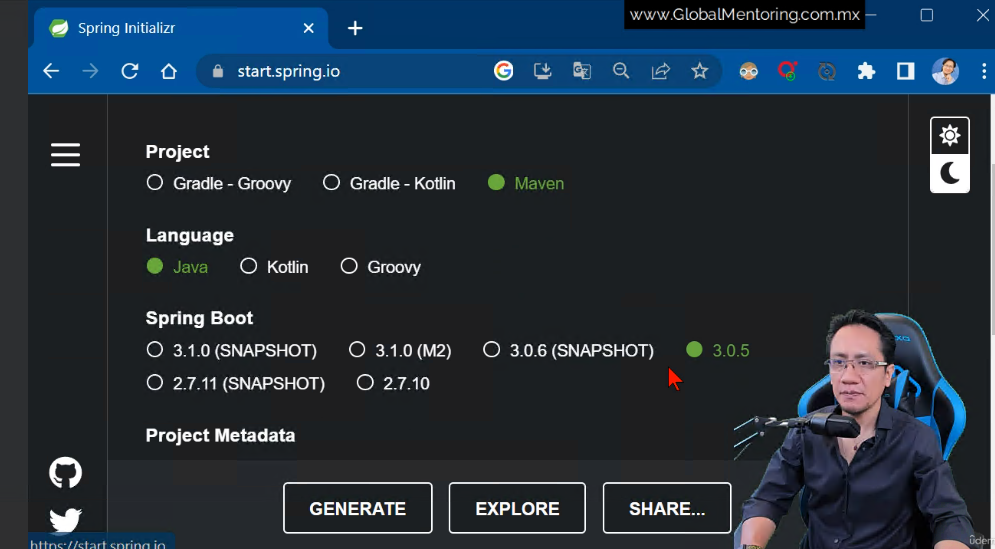 www.GlobalMentoring.com.mx
Spring Initializr
start.spring.io
Project
Gradle - Groovy Gradle - Kotlin Maven
Language
Java Kotlin Groovy
Spring Boot
3.1.0 (SNAPSHOT) 3.1.0 (M2) 3.0.6 (SNAPSHOT) 3.0.5
2.7.11 (SNAPSHOT) 2.7.10
Project Metadata
GENERATE EXPLORE SHARE...
https://start.spring.io